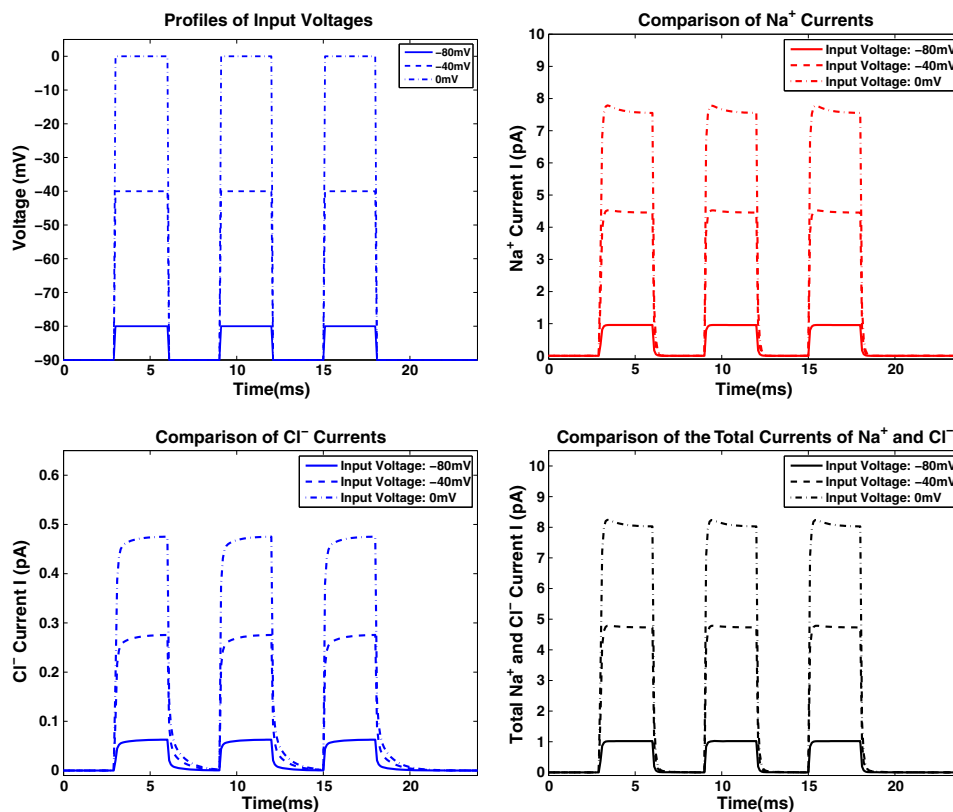 Profiles of Input Voltages
−80mV
−40mV
0mV
Voltage (mV)
0
−10
−20
−30
−40
−50
−60
−70
−80
−90
0
5
10
15
20
Time(ms)
Comparison of Na⁺ Currents
Input Voltage: −80mV
Input Voltage: −40mV
Input Voltage: 0mV
Na⁺ Current I (pA)
10
9
8
7
6
5
4
3
2
1
0
0
5
10
15
20
Time(ms)
Comparison of Cl⁻ Currents
Input Voltage: −80mV
Input Voltage: −40mV
Input Voltage: 0mV
Cl⁻ Current I (pA)
0.6
0.5
0.4
0.3
0.2
0.1
0
0
5
10
15
20
Time(ms)
Comparison of the Total Currents of Na⁺ and Cl⁻
Input Voltage: −80mV
Input Voltage: −40mV
Input Voltage: 0mV
Total Na⁺ and Cl⁻ Current I (pA)
10
9
8
7
6
5
4
3
2
1
0
0
5
10
15
20
Time(ms)